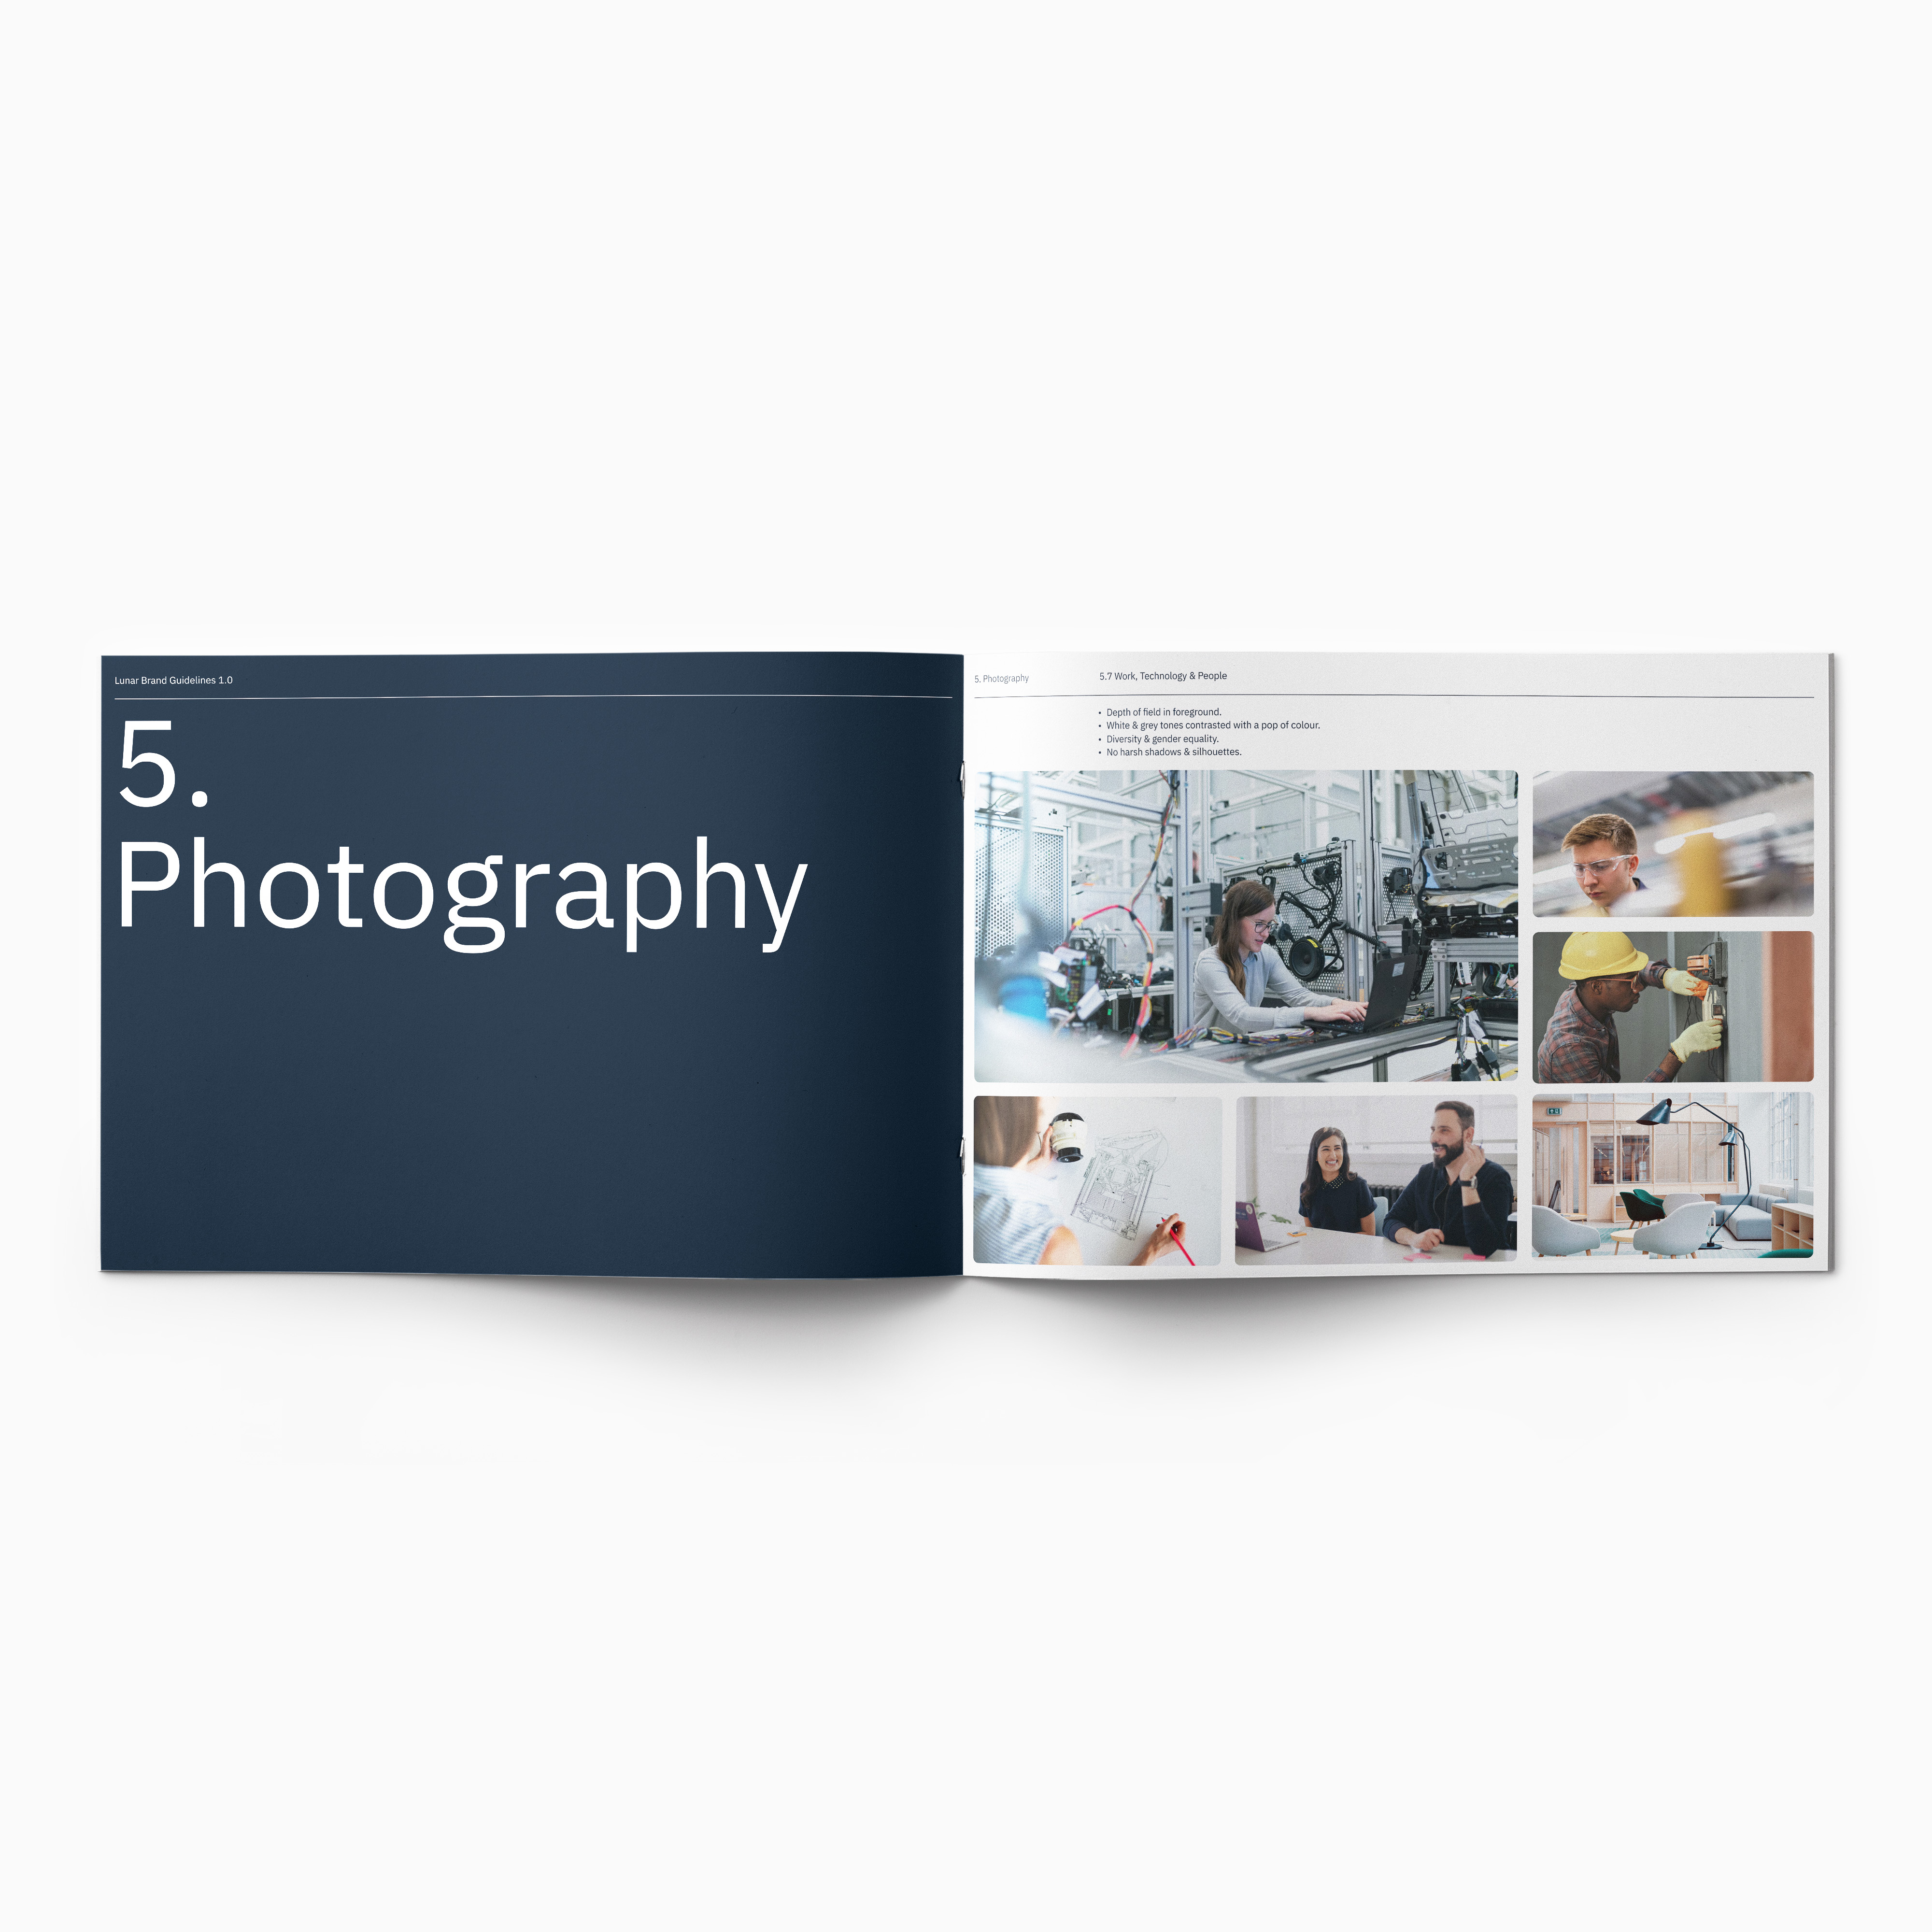 Lunar Brand Guidelines 1.0
5.
Photography
5. Photography
5.7 Work, Technology & People
• Depth of field in foreground.
• White & grey tones contrasted with a pop of colour.
• Diversity & gender equality.
• No harsh shadows & silhouettes.